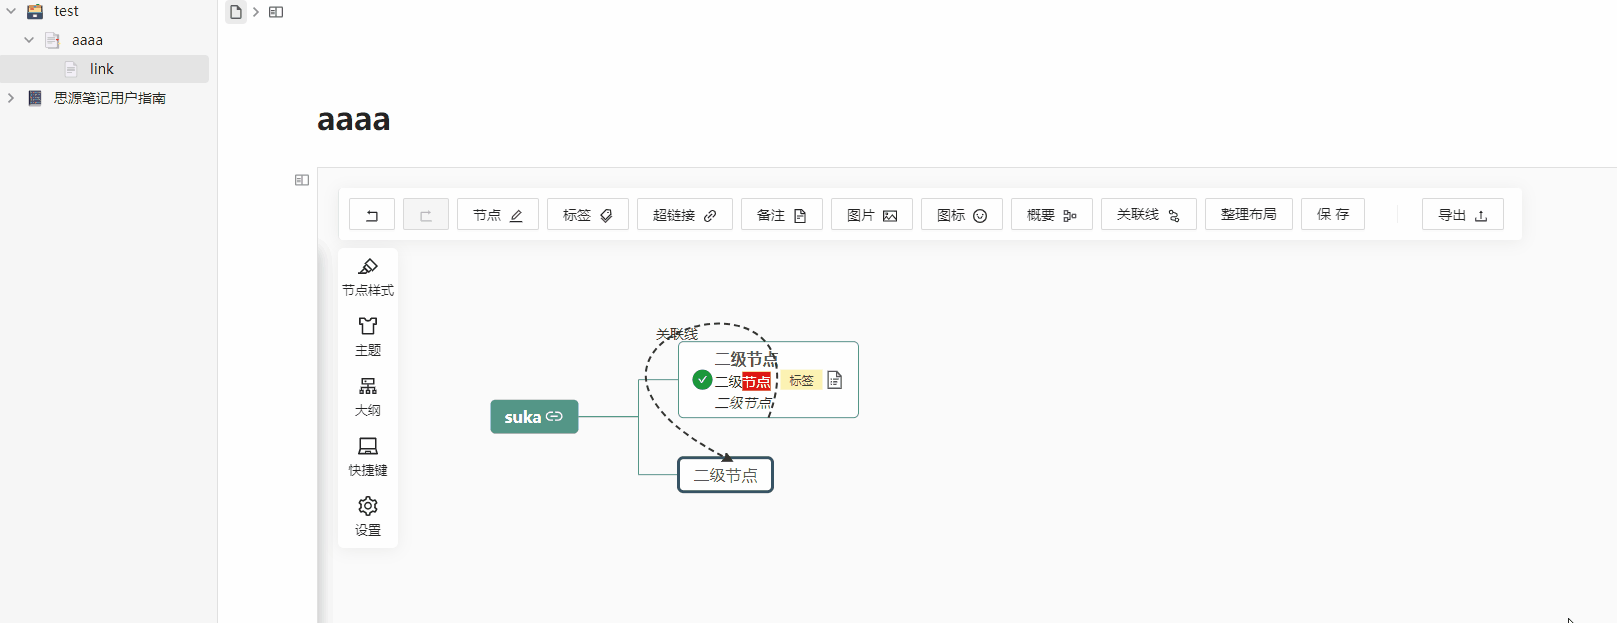 test
aaaa
link
思源笔记用户指南
aaaa
节点 标签 超链接 备注 图片 图标 概要 关联线 整理布局 保存 导出
节点样式
主题
大纲
快捷键
设置
关联线
二级节点
二级节点 标签
二级节点
suka
二级节点